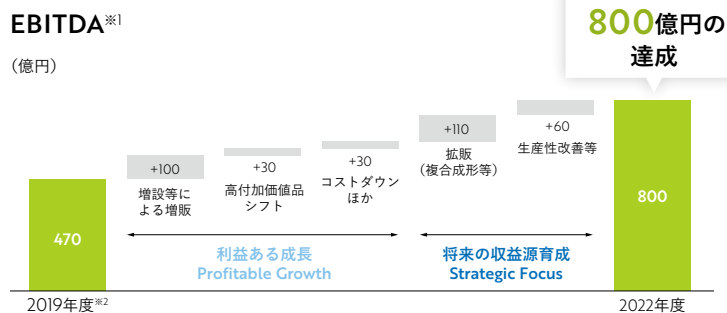 EBITDA※1
(億円)
800億円の
達成
+100
増設等に
よる増販
+30
高付加価値品
シフト
+30
コストダウン
ほか
+110
拡販
(複合成形等)
+60
生産性改善等
470
800
利益ある成長
Profitable Growth
将来の収益源育成
Strategic Focus
2019年度※2
2022年度